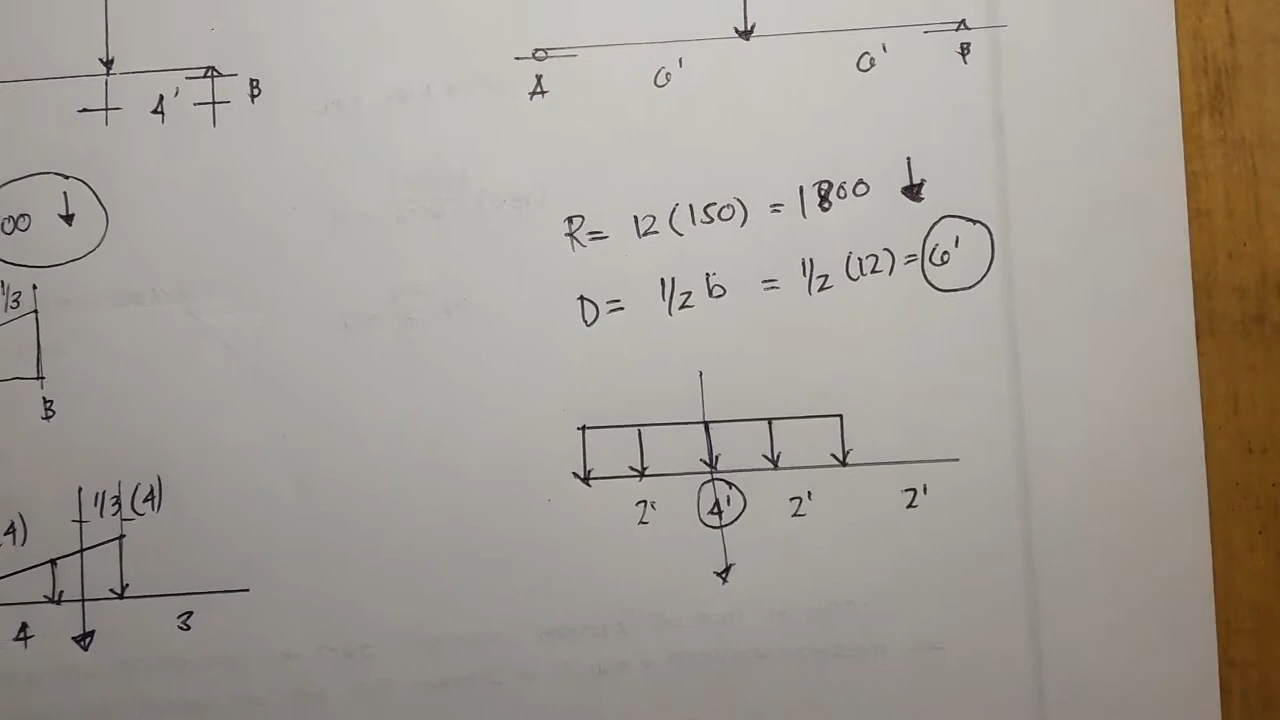 4' B
A 6' 6' B
00 ↓
R= 12(150) = 1800 ↓
D= 1/2 b = 1/2 (12) = 6'
1/3
B
2' 4' 2' 2'
4) 1/3 (4)
4 3